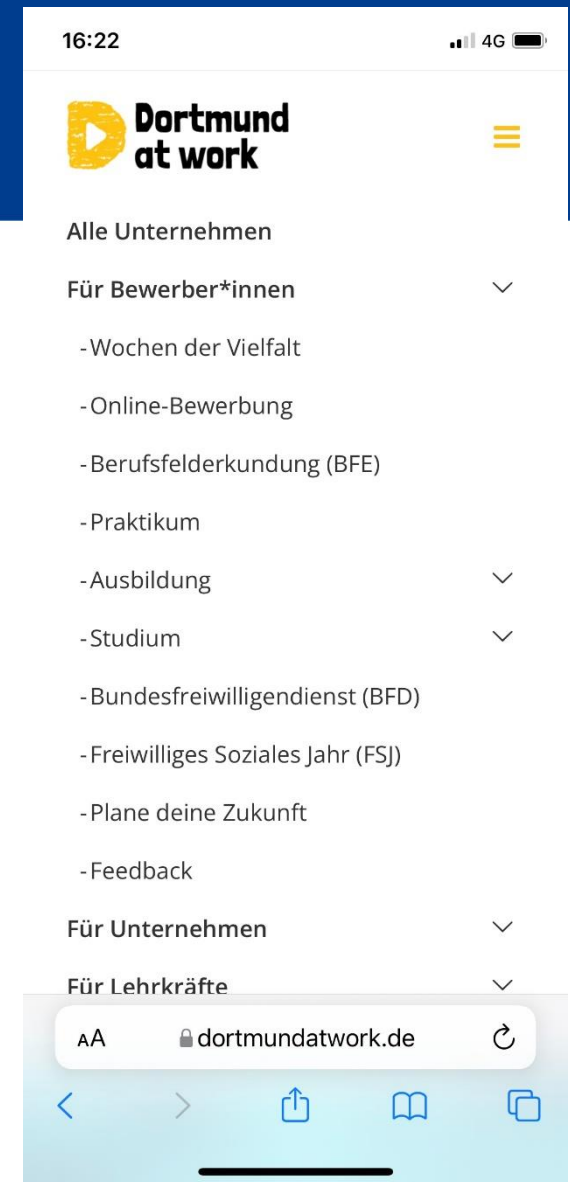 16:22
4G
Dortmund
at work
Alle Unternehmen
Für Bewerber*innen
-Wochen der Vielfalt
-Online-Bewerbung
-Berufsfelderkundung (BFE)
-Praktikum
-Ausbildung
-Studium
-Bundesfreiwilligendienst (BFD)
-Freiwilliges Soziales Jahr (FSJ)
-Plane deine Zukunft
-Feedback
Für Unternehmen
Für Lehrkräfte
AA dortmundatwork.de